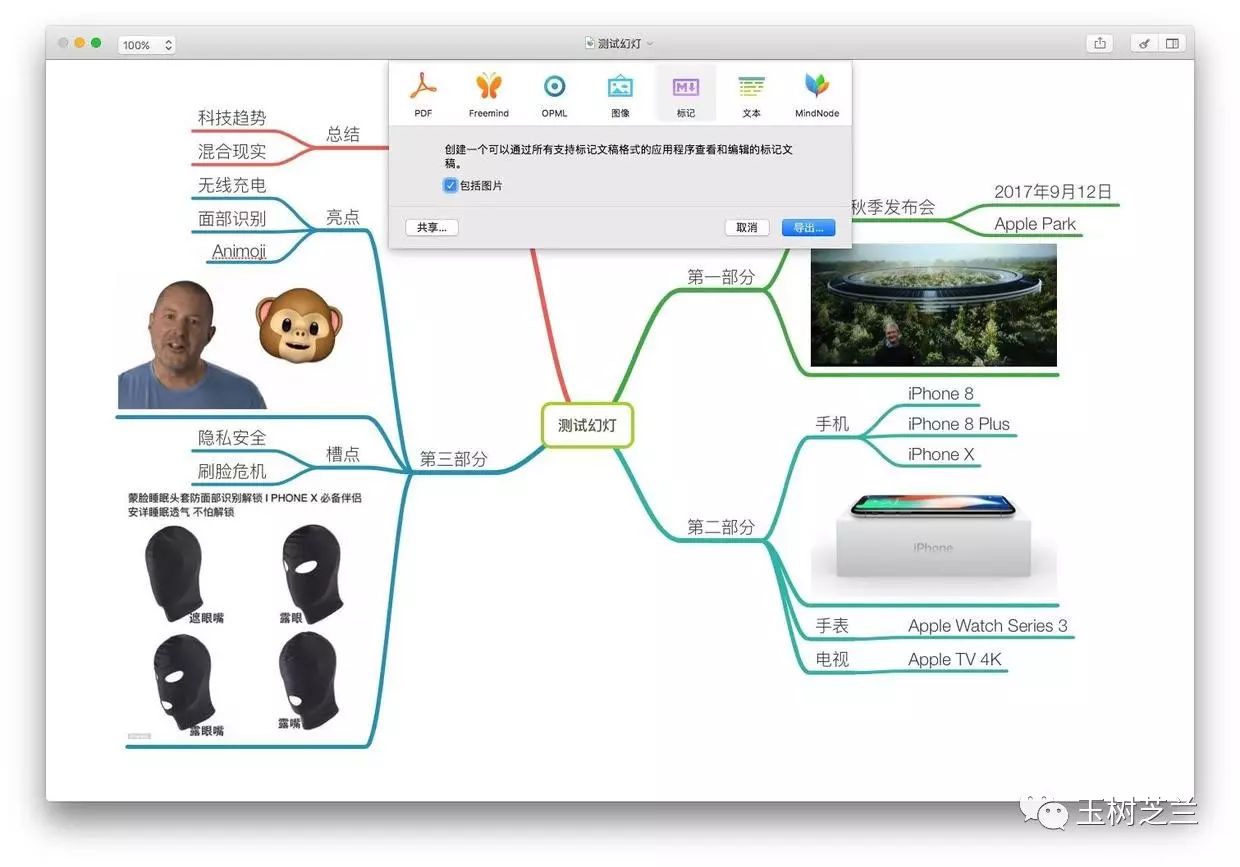 100%
测试幻灯
PDF
Freemind
OPML
图像
标记
文本
MindNode
创建一个可以通过所有支持标记文稿格式的应用程序查看和编辑的标记文
稿。
包括图片
共享...
取消
导出...
科技趋势
混合现实
总结
无线充电
面部识别
Animoji
亮点
隐私安全
刷脸危机
槽点
第三部分
蒙脸睡眠头套防面部识别解锁 I PHONE X 必备伴侣
安详睡眠透气 不怕解锁
遮眼嘴
露眼
露眼嘴
露嘴
测试幻灯
第一部分
秋季发布会
2017年9月12日
Apple Park
第二部分
手机
iPhone 8
iPhone 8 Plus
iPhone X
iPhone
手表
Apple Watch Series 3
电视
Apple TV 4K
玉树芝兰